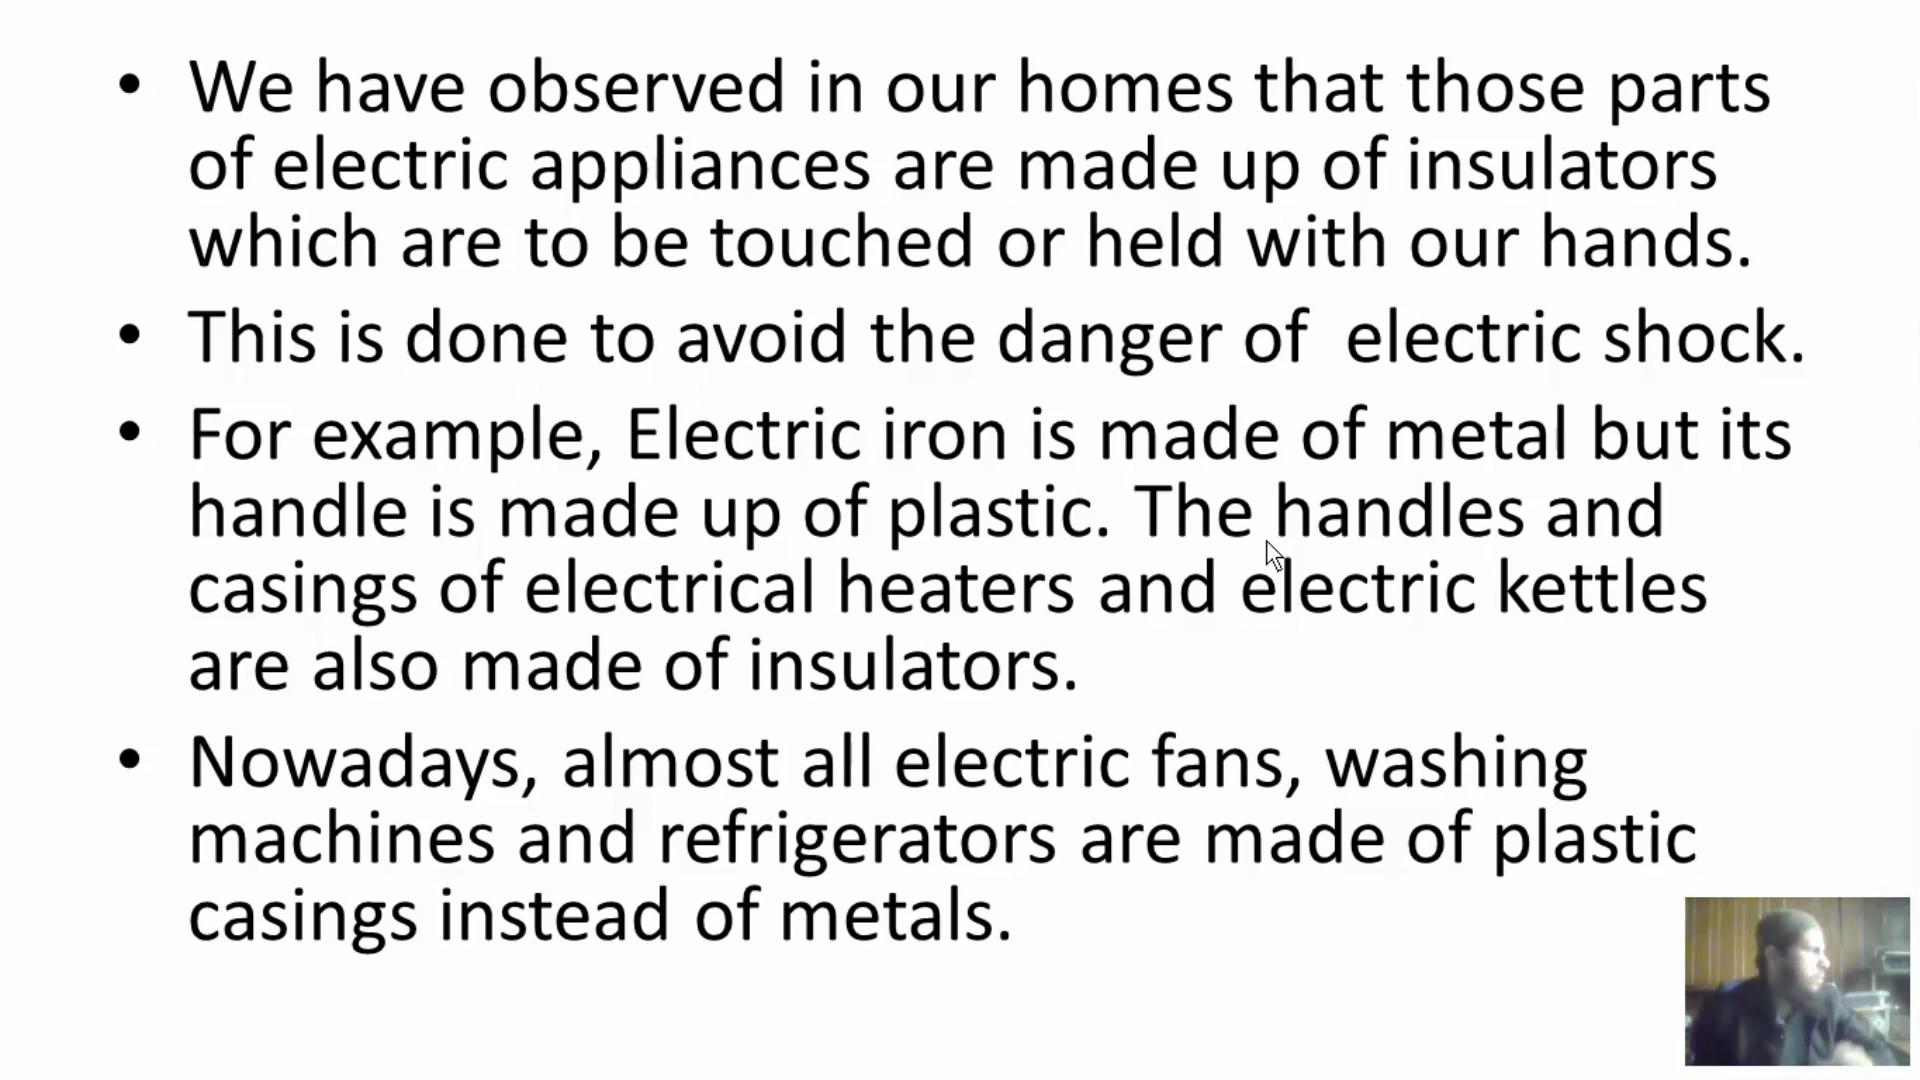 • We have observed in our homes that those parts
of electric appliances are made up of insulators
which are to be touched or held with our hands.
• This is done to avoid the danger of  electric shock.
• For example, Electric iron is made of metal but its
handle is made up of plastic. The handles and
casings of electrical heaters and electric kettles
are also made of insulators.
• Nowadays, almost all electric fans, washing
machines and refrigerators are made of plastic
casings instead of metals.